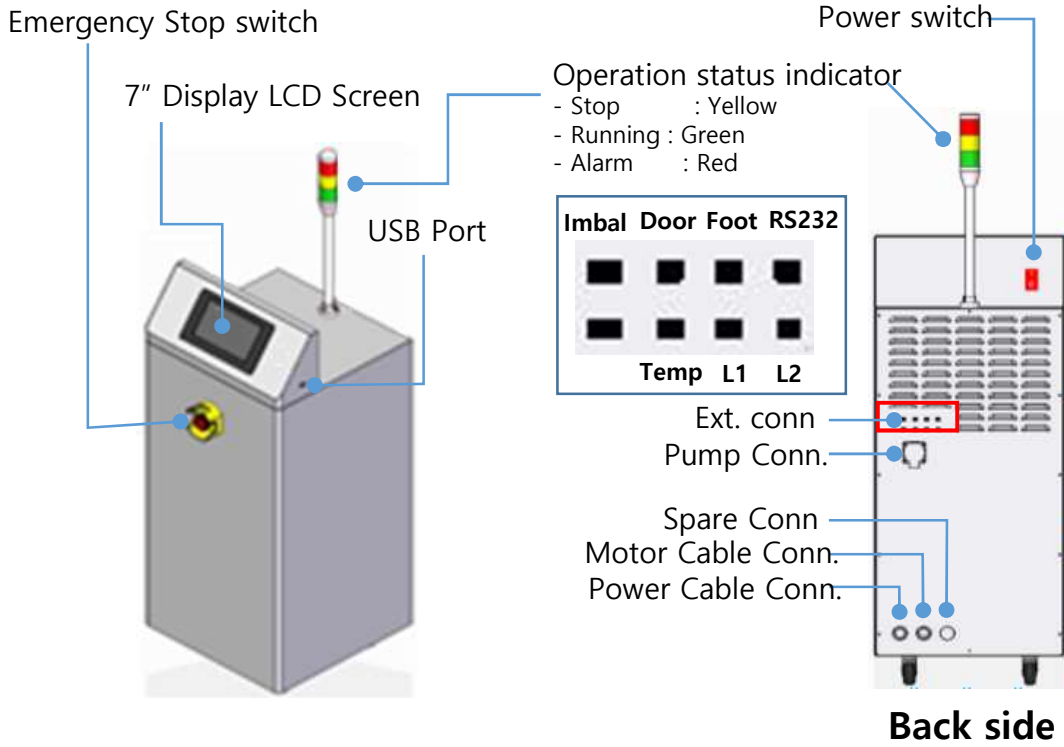 Emergency Stop switch
Power switch
7" Display LCD Screen
Operation status indicator
- Stop : Yellow
- Running : Green
- Alarm : Red
USB Port
Imbal Door Foot RS232
Temp L1 L2
Ext. conn
Pump Conn.
Spare Conn
Motor Cable Conn.
Power Cable Conn.
Back side